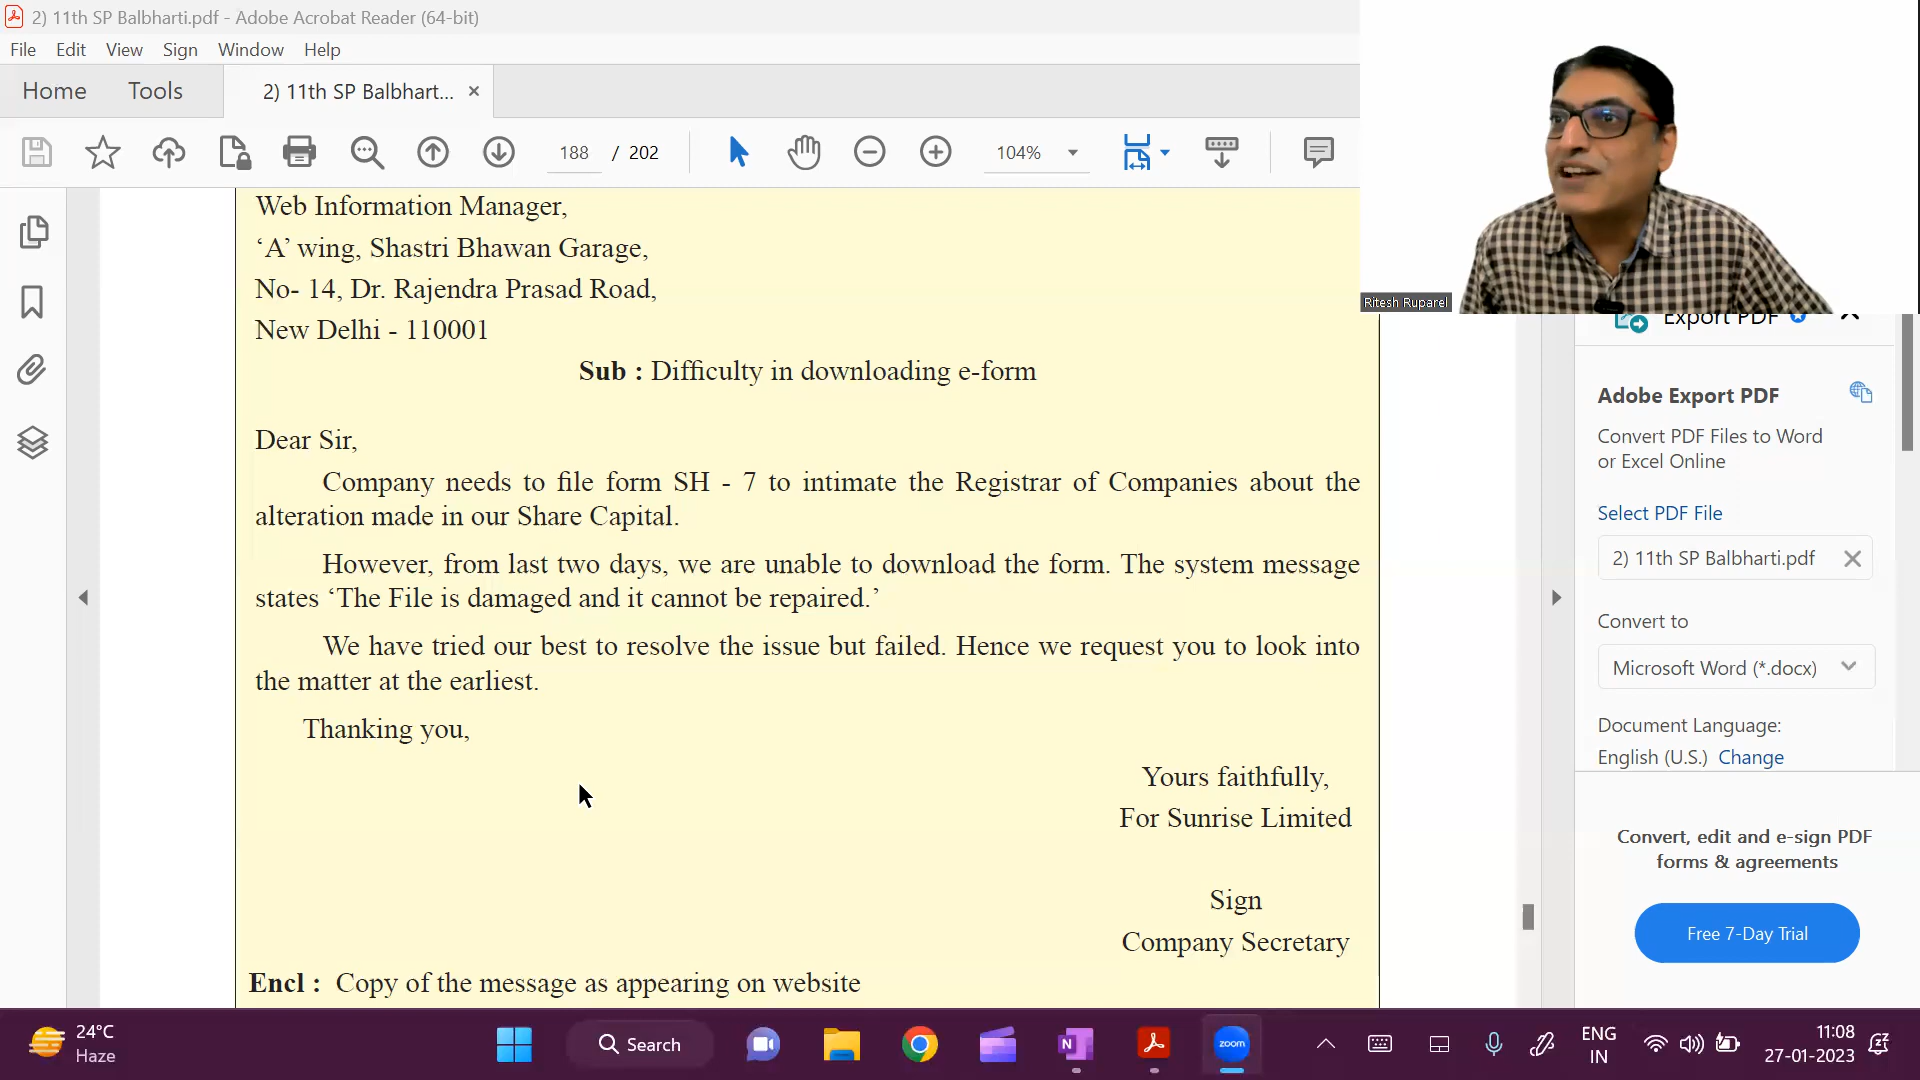 2) 11th SP Balbharti.pdf - Adobe Acrobat Reader (64-bit)
File Edit View Sign Window Help
Home Tools 2) 11th SP Balbhart... ×
188 / 202 104%
Web Information Manager,
‘A’ wing, Shastri Bhawan Garage,
No- 14, Dr. Rajendra Prasad Road,
New Delhi - 110001
Sub : Difficulty in downloading e-form
Dear Sir,
Company needs to file form SH - 7 to intimate the Registrar of Companies about the
alteration made in our Share Capital.
However, from last two days, we are unable to download the form. The system message
states ‘The File is damaged and it cannot be repaired.’
We have tried our best to resolve the issue but failed. Hence we request you to look into
the matter at the earliest.
Thanking you,
Yours faithfully,
For Sunrise Limited
Sign
Company Secretary
Encl : Copy of the message as appearing on website
Ritesh Ruparel
Export PDF
Adobe Export PDF
Convert PDF Files to Word
or Excel Online
Select PDF File
2) 11th SP Balbharti.pdf
Convert to
Microsoft Word (*.docx)
Document Language:
English (U.S.) Change
Convert, edit and e-sign PDF
forms & agreements
Free 7-Day Trial
24°C
Haze
Search
zoom
ENG
IN
11:08
27-01-2023